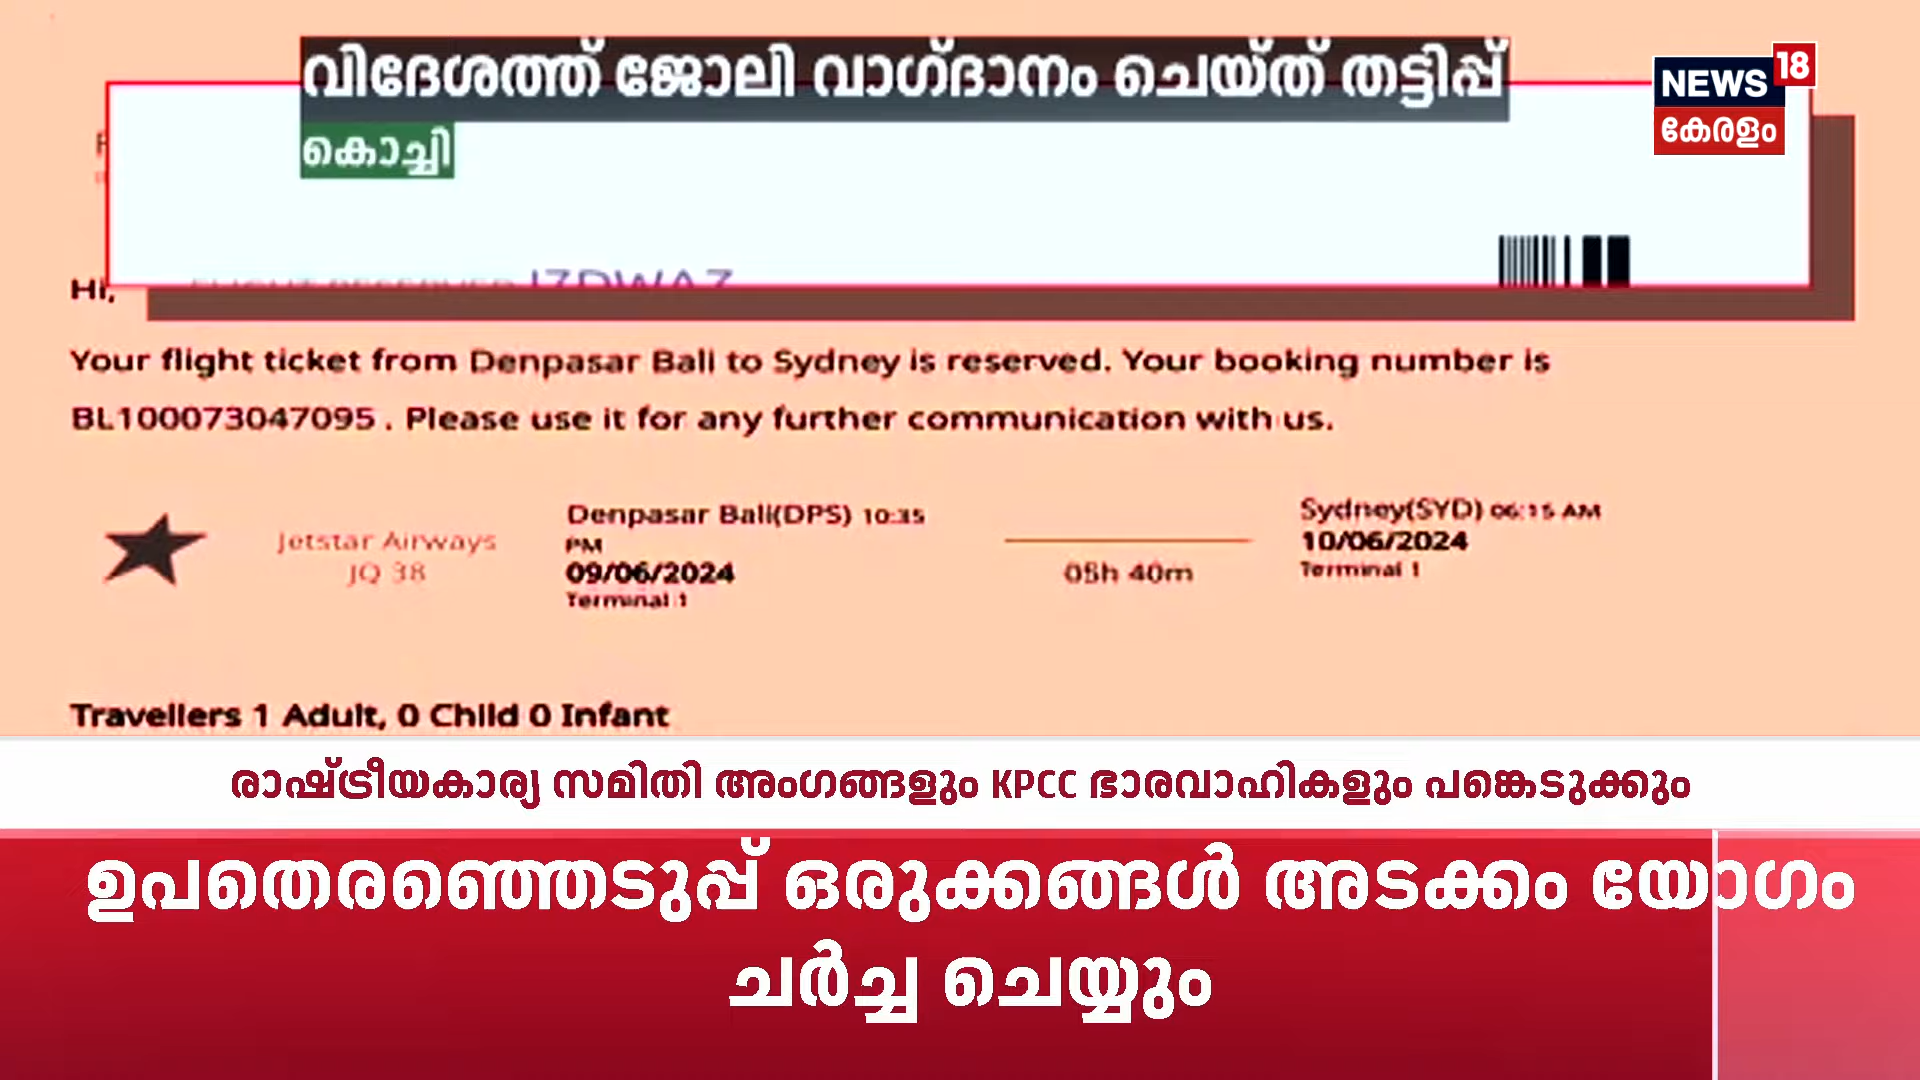 വിദേശത്ത് ജോലി വാഗ്ദാനം ചെയ്ത് തട്ടിപ്പ്
കൊച്ചി
NEWS 18
കേരളം
Hi,
Your flight ticket from Denpasar Bali to Sydney is reserved. Your booking number is
BL100073047095 . Please use it for any further communication with us.
Jetstar Airways
JQ 38
Denpasar Bali(DPS) 10:35
PM
09/06/2024
Terminal 1
05h 40m
Sydney(SYD) 06:15 AM
10/06/2024
Terminal 1
Travellers 1 Adult, 0 Child 0 Infant
രാഷ്ട്രീയകാര്യ സമിതി അംഗങ്ങളും KPCC ഭാരവാഹികളും പങ്കെടുക്കും
ഉപതെരഞ്ഞെടുപ്പ് ഒരുക്കങ്ങൾ അടക്കം യോഗം
ചർച്ച ചെയ്യും